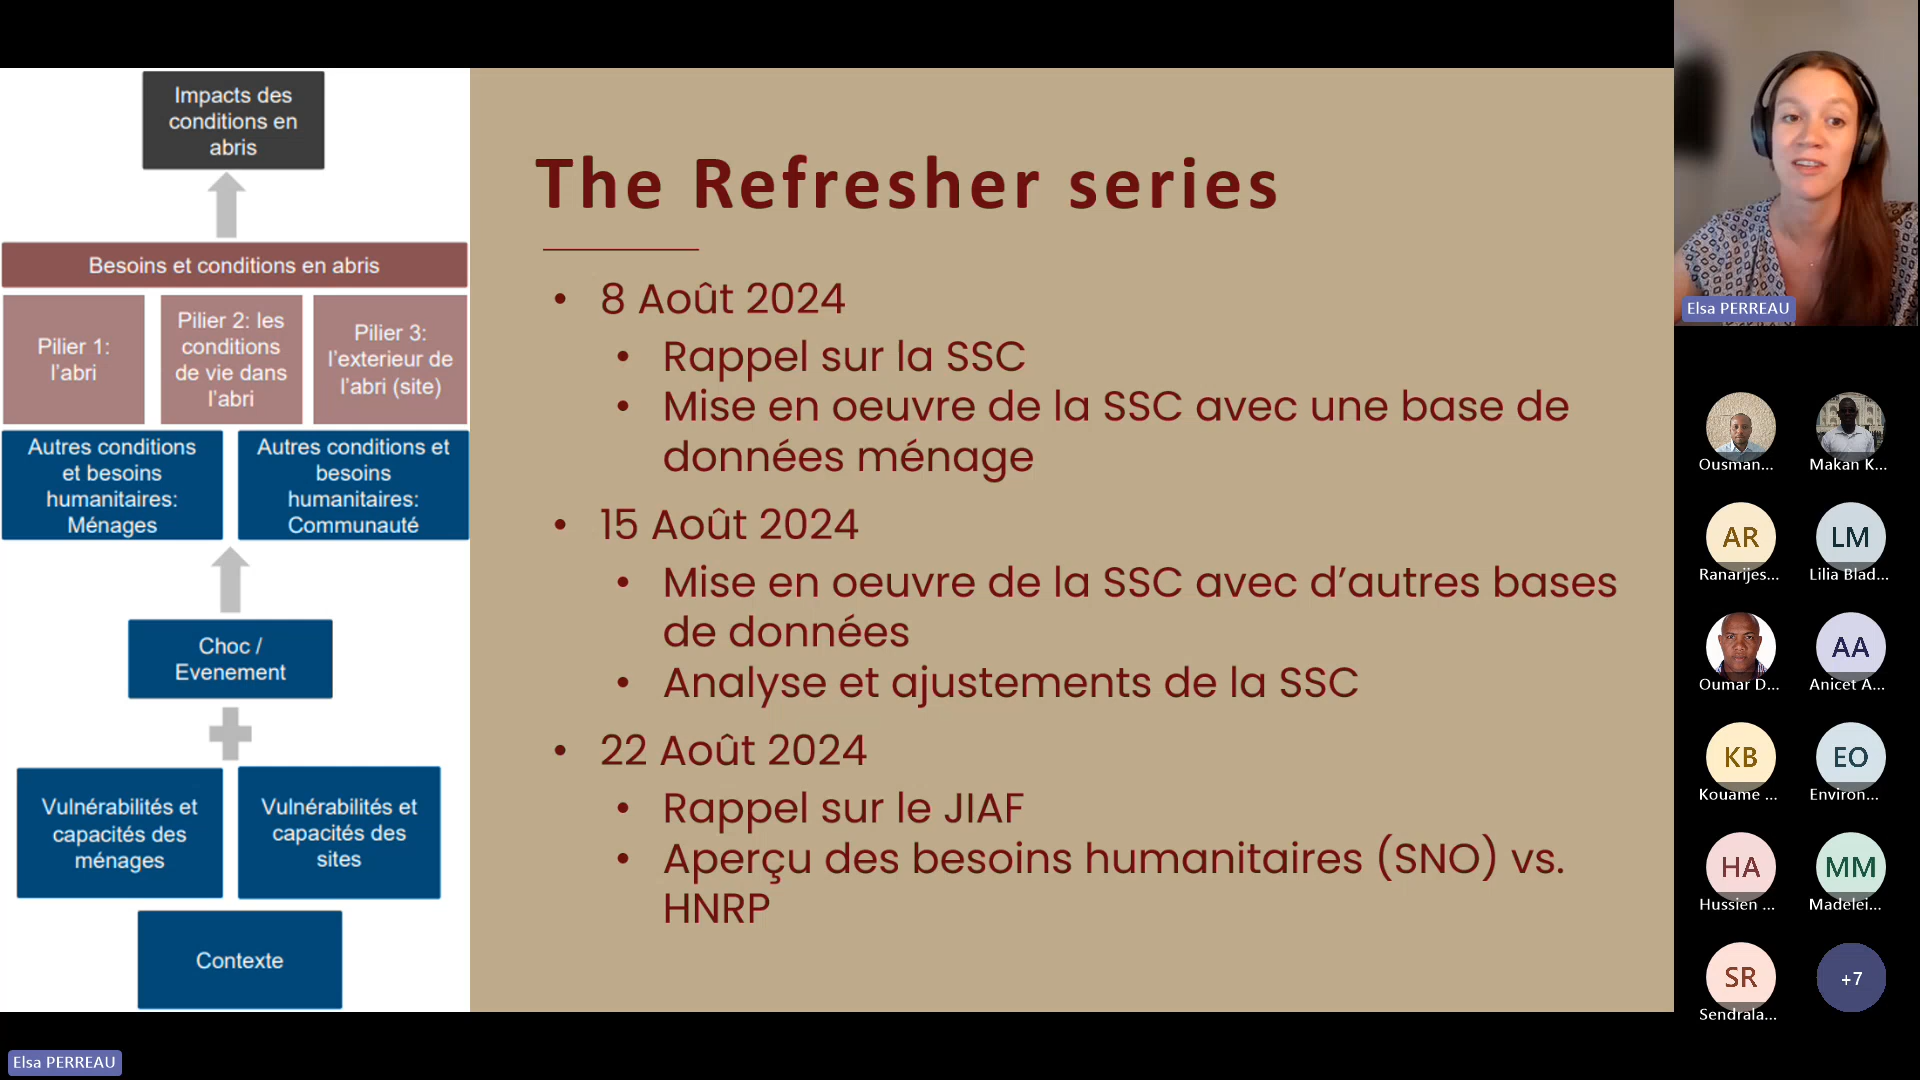 Impacts des
conditions en
abris
Besoins et conditions en abris
Pilier 1:
l'abri
Pilier 2: les
conditions
de vie dans
l'abri
Pilier 3:
l'exterieur de
l'abri (site)
Autres conditions
et besoins
humanitaires:
Ménages
Autres conditions et
besoins
humanitaires:
Communauté
Choc /
Evenement
Vulnérabilités et
capacités des
ménages
Vulnérabilités et
capacités des
sites
Contexte
The Refresher series
• 8 Août 2024
• Rappel sur la SSC
• Mise en oeuvre de la SSC avec une base de
données ménage
• 15 Août 2024
• Mise en oeuvre de la SSC avec d'autres bases
de données
• Analyse et ajustements de la SSC
• 22 Août 2024
• Rappel sur le JIAF
• Aperçu des besoins humanitaires (SNO) vs.
HNRP
Elsa PERREAU
Ousman...
Makan K...
AR
Ranarijes...
LM
Lilia Blad...
Oumar D...
AA
Anicet A...
KB
Kouame ...
EO
Environ...
HA
Hussien ...
MM
Madelei...
SR
Sendrala...
+7
Elsa PERREAU